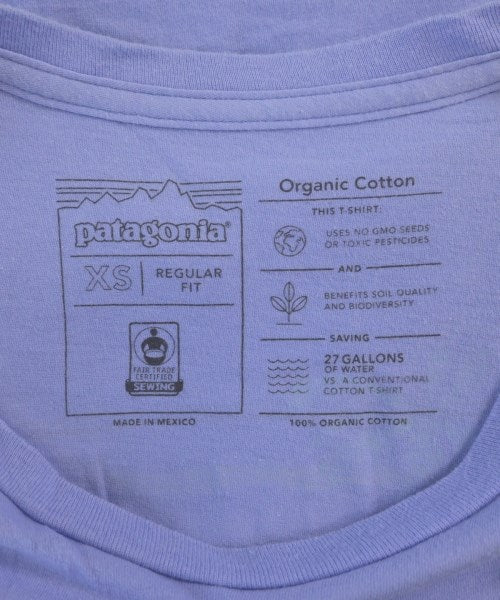 patagonia®
XS
REGULAR
FIT
FAIR TRADE
CERTIFIED
SEWING
MADE IN MEXICO
Organic Cotton
THIS T-SHIRT:
USES NO GMO SEEDS
OR TOXIC PESTICIDES
AND
BENEFITS SOIL QUALITY
AND BIODIVERSITY
SAVING
27 GALLONS
OF WATER
VS. A CONVENTIONAL
COTTON T-SHIRT
100% ORGANIC COTTON